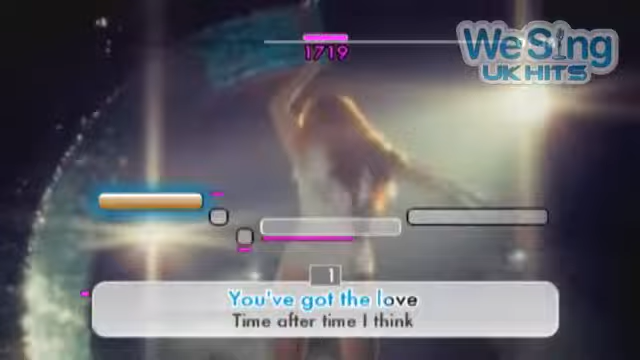 1719
We Sing
UK HITS
1
You've got the love
Time after time I think